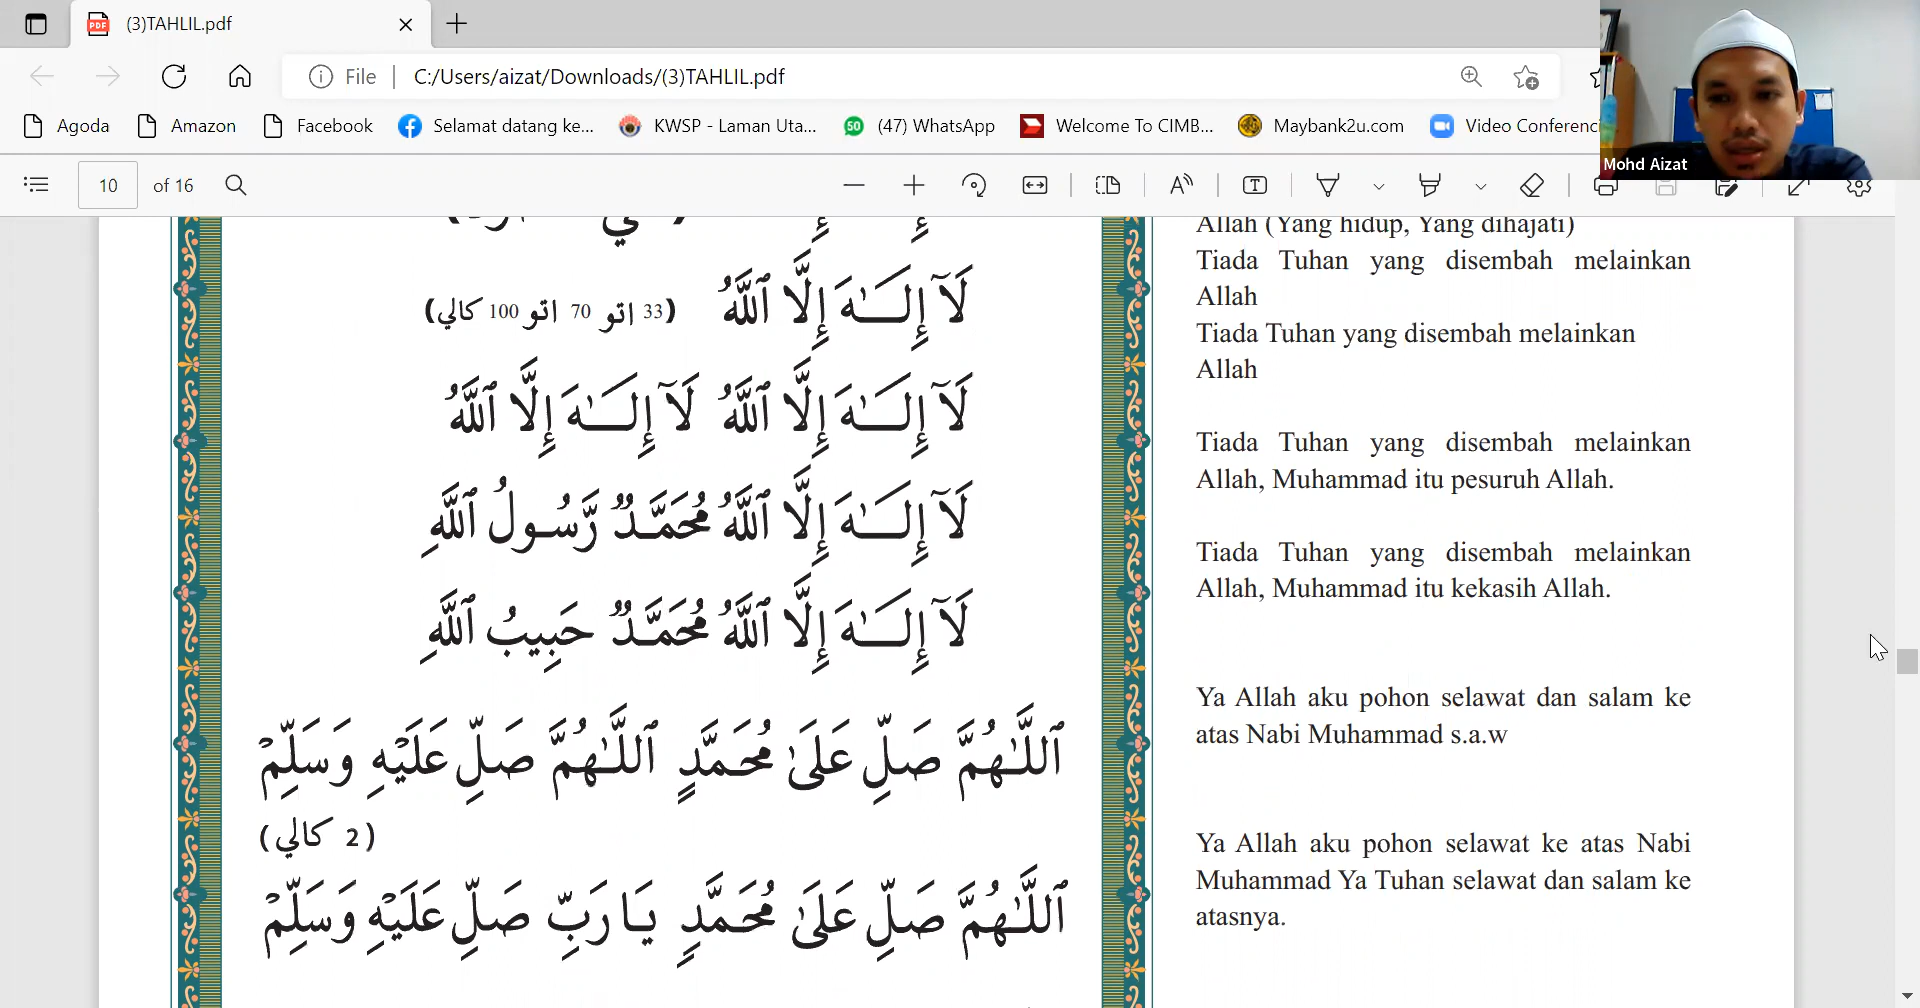 (3)TAHLIL.pdf
File
C:/Users/aizat/Downloads/(3)TAHLIL.pdf
Agoda
Amazon
Facebook
Selamat datang ke...
50
(47) WhatsApp
KWSP - Laman Uta...
Welcome To CIMB...
Maybank2u.com
Video Conferenci
Mohd Aizat
10 of 16
لَآ إِلَـٰهَ إِلَّا ٱللَّهُ (33 اتو 70 اتو 100 كالي)
لَآ إِلَـٰهَ إِلَّا ٱللَّهُ لَآ إِلَـٰهَ إِلَّا ٱللَّهُ
لَآ إِلَـٰهَ إِلَّا ٱللَّهُ مُحَمَّدٌ رَّسُولُ ٱللَّهِ
لَآ إِلَـٰهَ إِلَّا ٱللَّهُ مُحَمَّدٌ حَبِيبُ ٱللَّهِ
ٱللَّـٰهُمَّ صَلِّ عَلَىٰ مُحَمَّدٍ ٱللَّـٰهُمَّ صَلِّ عَلَيْهِ وَسَلِّمْ
(2 كالي)
ٱللَّـٰهُمَّ صَلِّ عَلَىٰ مُحَمَّدٍ يَا رَبِّ صَلِّ عَلَيْهِ وَسَلِّمْ
Allah (Yang hidup, Yang dihajati)
Tiada Tuhan yang disembah melainkan
Allah
Tiada Tuhan yang disembah melainkan
Allah
Tiada Tuhan yang disembah melainkan
Allah, Muhammad itu pesuruh Allah.
Tiada Tuhan yang disembah melainkan
Allah, Muhammad itu kekasih Allah.
Ya Allah aku pohon selawat dan salam ke
atas Nabi Muhammad s.a.w
Ya Allah aku pohon selawat ke atas Nabi
Muhammad Ya Tuhan selawat dan salam ke
atasnya.